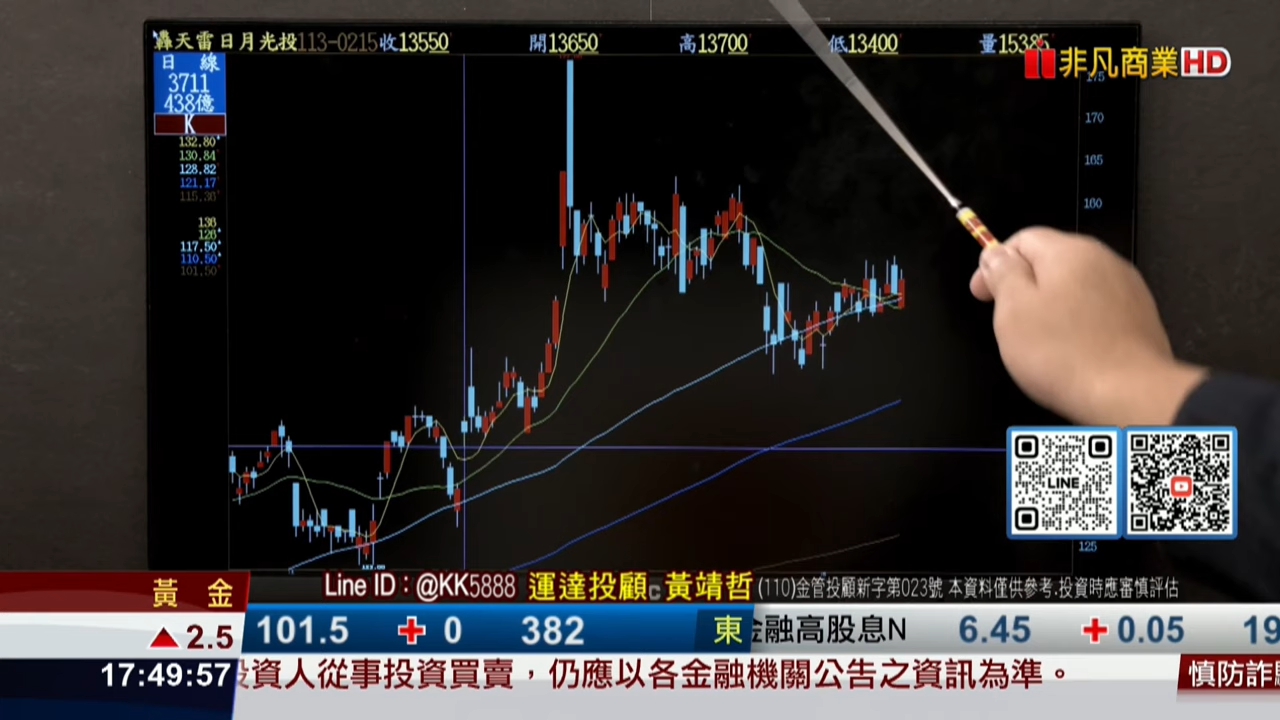 轟天雷 日月光投113-0215收13550 開13650 高13700 低13400 量15385
非凡商業HD
日 線
3711
438億
K
132.80
130.84
128.82
121.17
115.36
136
126
117.50
110.50
101.50
175
170
165
160
125
LINE
Line ID：@KK5888 運達投顧 黃靖哲 (110)金管投顧新字第023號 本資料僅供參考.投資時應審慎評估
黃 金
▲2.5
101.5 + 0 382 東 金融高股息N 6.45 + 0.05 19
17:49:57
投資人從事投資買賣，仍應以各金融機關公告之資訊為準。
慎防詐